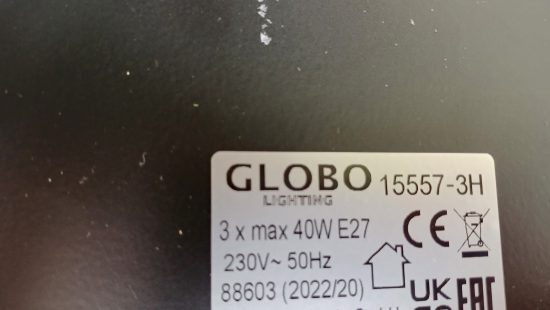 GLOBO 15557-3H
LIGHTING
3 x max 40W E27
230V~ 50Hz
88603 (2022/20)
CE
UK
EAC